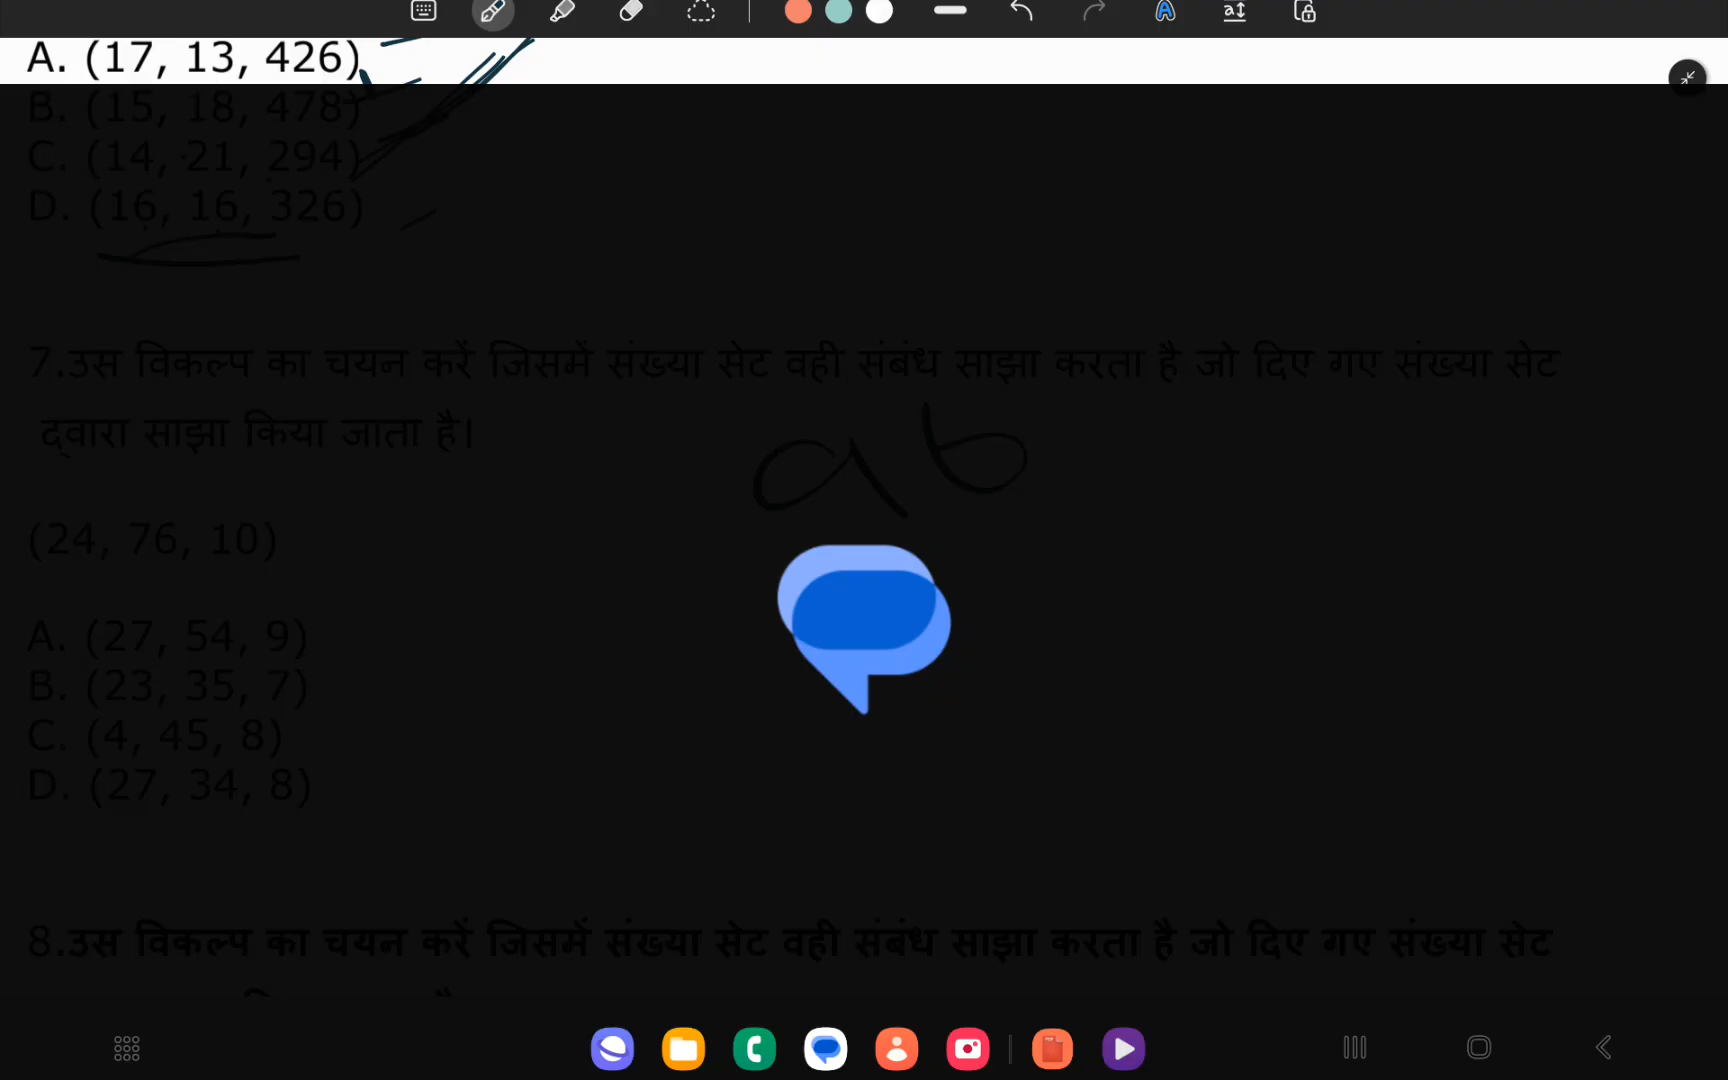 A. (17, 13, 426)
B. (15, 18, 478)
C. (14, 21, 294)
D. (16, 16, 326)
7.उस विकल्प का चयन करें जिसमें संख्या सेट वही संबंध साझा करता है जो दिए गए संख्या सेट
द्वारा साझा किया जाता है।
ab
(24, 76, 10)
A. (27, 54, 9)
B. (23, 35, 7)
C. (4, 45, 8)
D. (27, 34, 8)
8.उस विकल्प का चयन करें जिसमें संख्या सेट वही संबंध साझा करता है जो दिए गए संख्या सेट